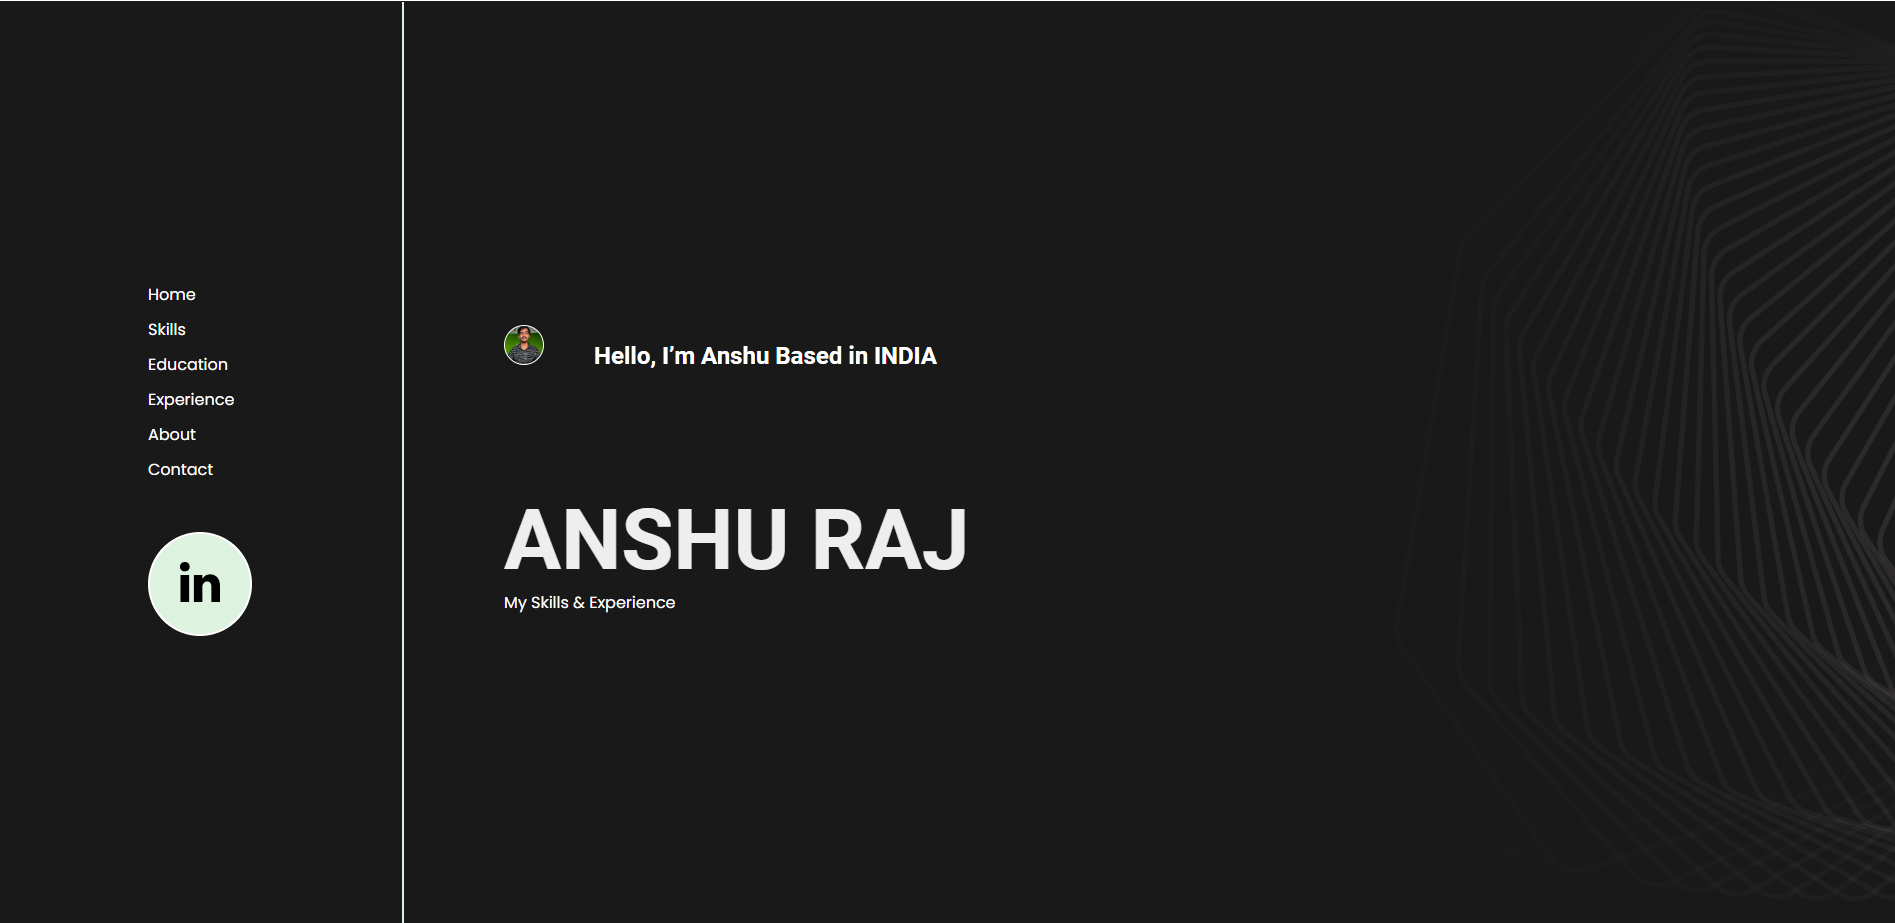 Home
Skills
Education
Experience
About
Contact
in
Hello, I’m Anshu Based in INDIA
ANSHU RAJ
My Skills & Experience